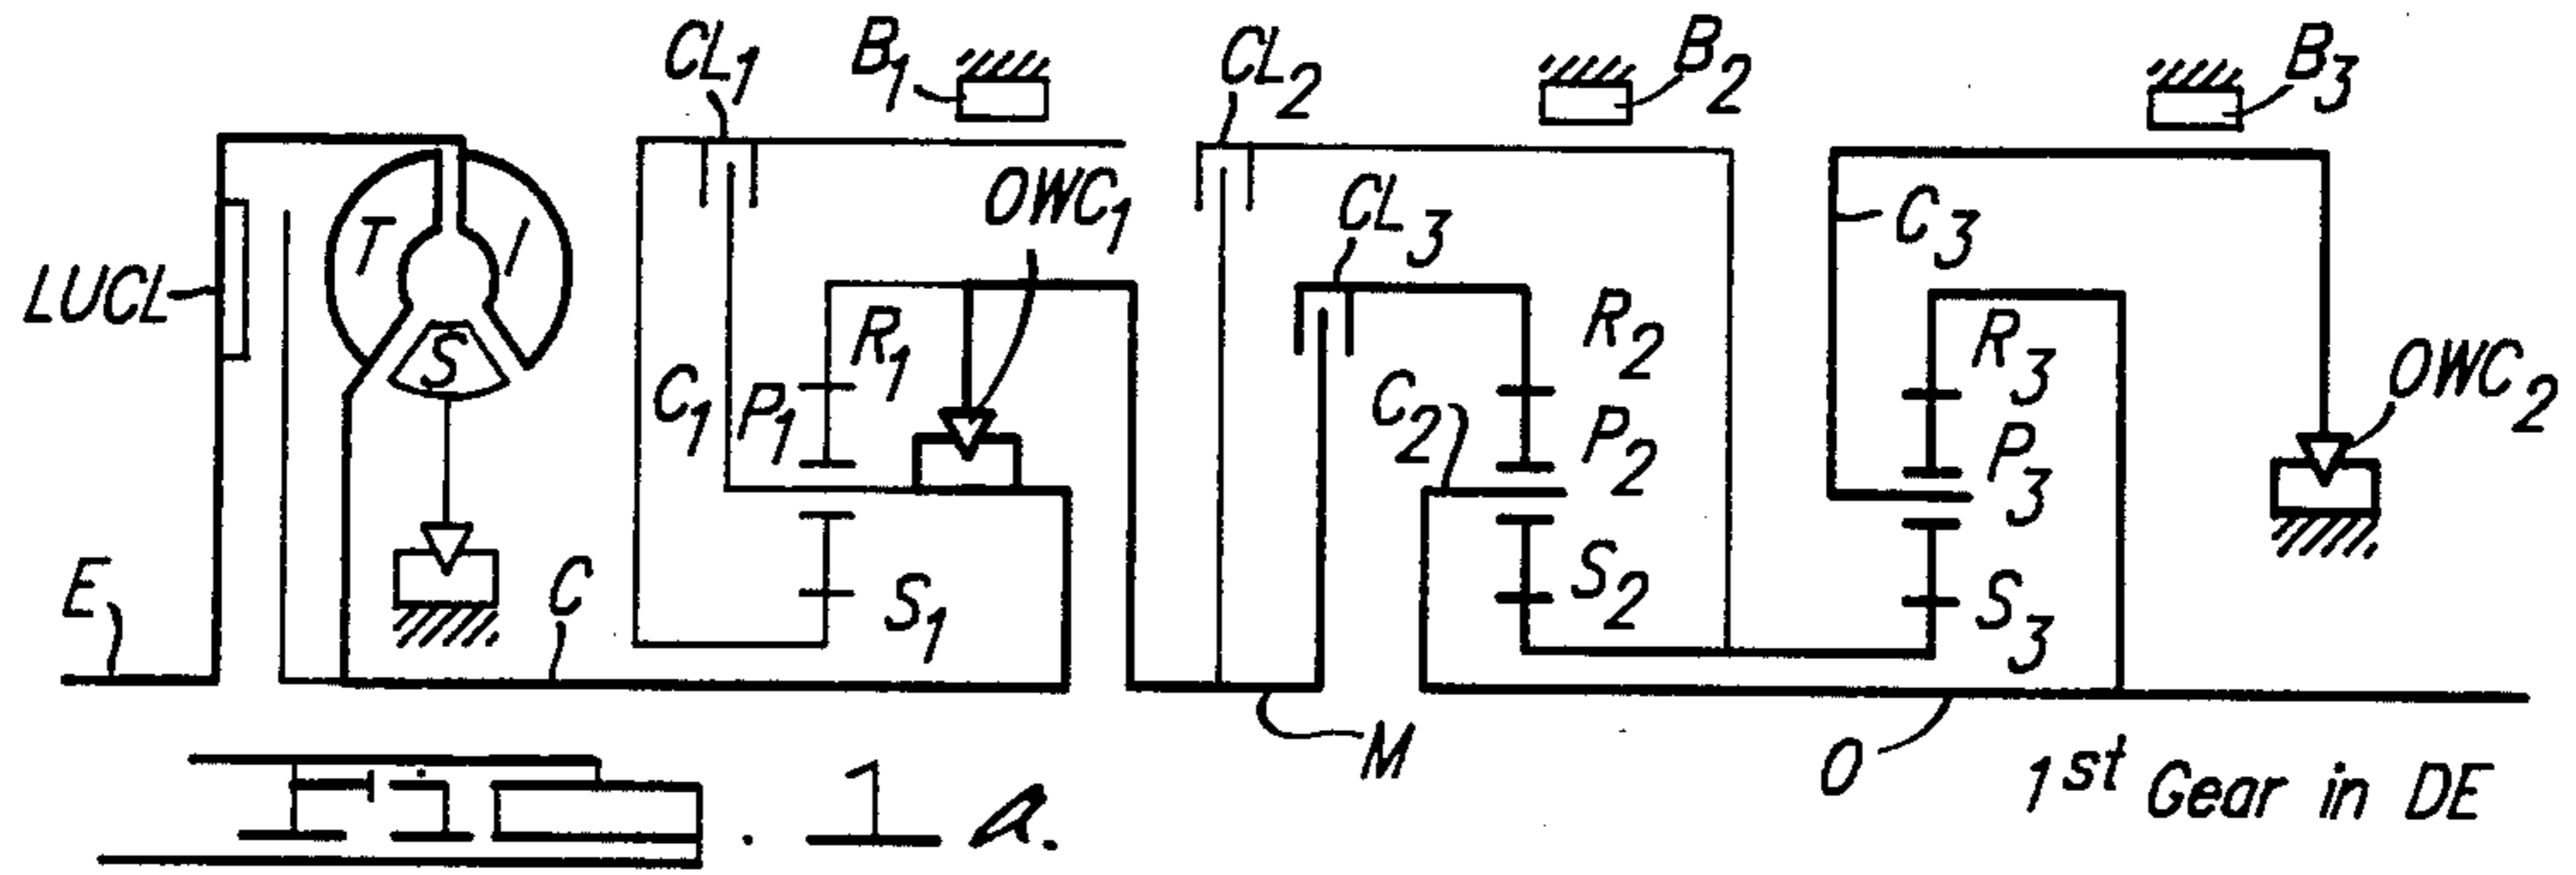 CL1
B1
CL2
B2
B3
OWC1
CL3
C3
T
I
LUCL
R1
R2
R3
OWC2
S
C1
P1
C2
P2
P3
E
C
S1
S2
S3
M
O
1st Gear in DE
FIG. 1a.